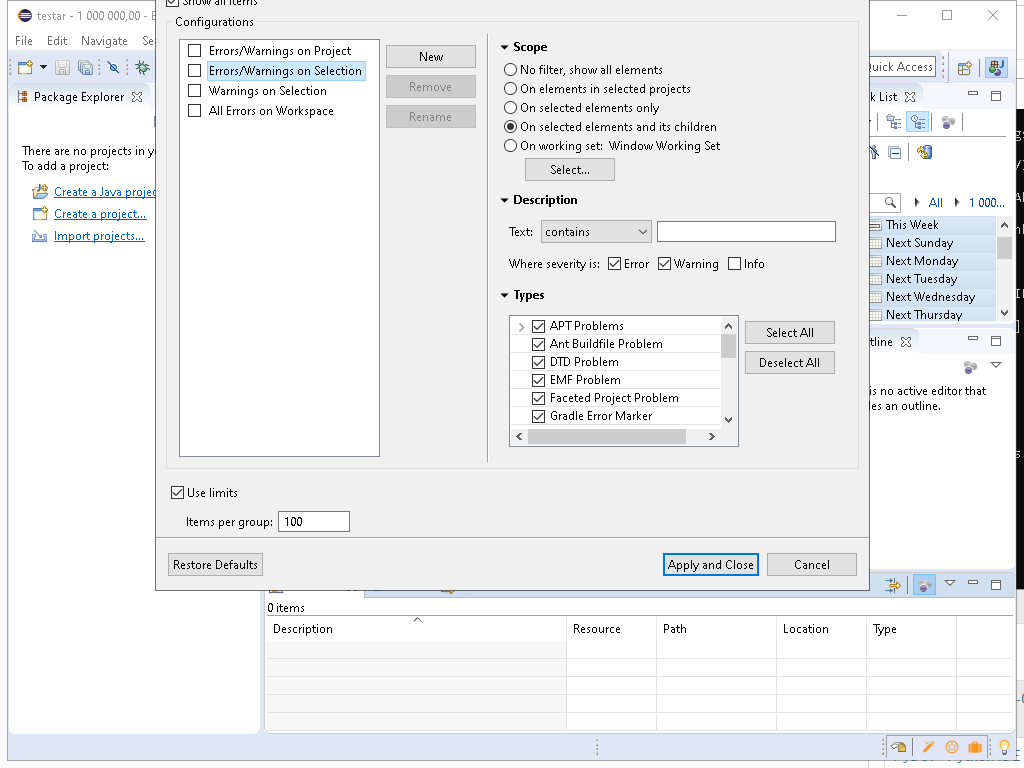 testar - 1 000 000,00 - E
Show all items
File Edit Navigate Se
Configurations
Errors/Warnings on Project
Errors/Warnings on Selection
Warnings on Selection
All Errors on Workspace
New
Remove
Rename
Scope
No filter, show all elements
On elements in selected projects
On selected elements only
On selected elements and its children
On working set: Window Working Set
Select...
Description
Text: contains
Where severity is: Error Warning Info
Types
APT Problems
Ant Buildfile Problem
DTD Problem
EMF Problem
Faceted Project Problem
Gradle Error Marker
Select All
Deselect All
Use limits
Items per group: 100
Restore Defaults
Apply and Close
Cancel
Package Explorer
There are no projects in y
To add a project:
Create a Java projec
Create a project...
Import projects...
Quick Access
k List
All 1 000...
This Week
Next Sunday
Next Monday
Next Tuesday
Next Wednesday
Next Thursday
tline
is no active editor that
des an outline.
0 items
Description Resource Path Location Type